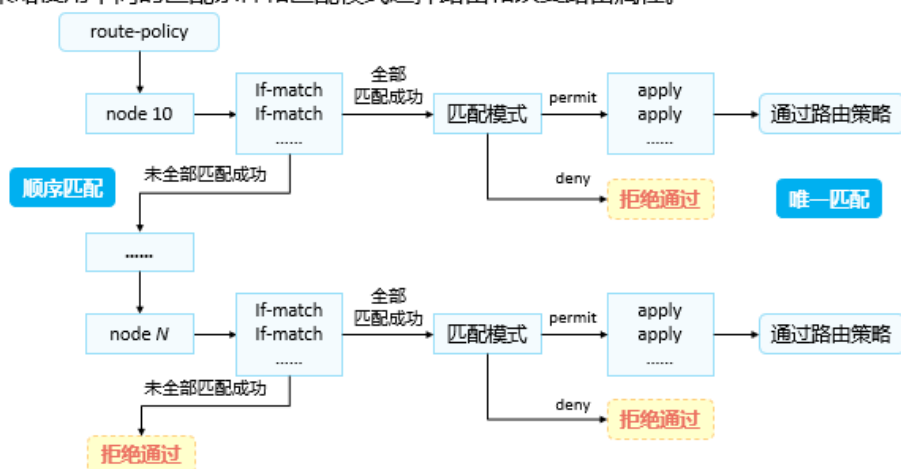 route-policy
node 10
If-match
If-match
......
全部
匹配成功
匹配模式
permit
apply
apply
......
通过路由策略
deny
拒绝通过
未全部匹配成功
顺序匹配
唯一匹配
......
node N
If-match
If-match
......
全部
匹配成功
匹配模式
permit
apply
apply
......
通过路由策略
deny
拒绝通过
未全部匹配成功
拒绝通过